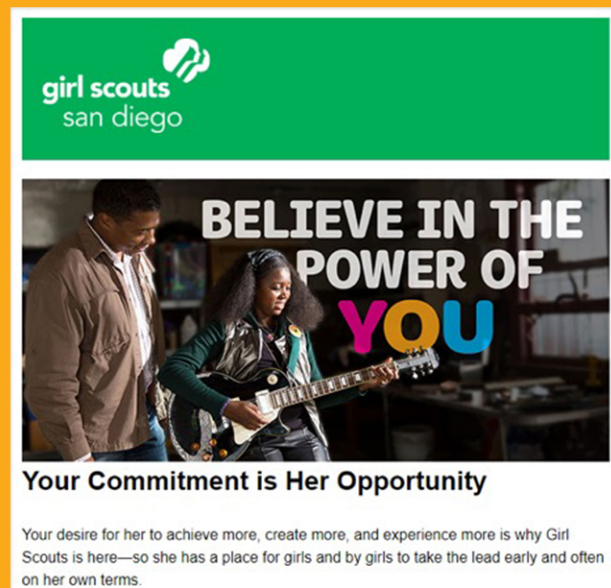 girl scouts
san diego
BELIEVE IN THE
POWER OF
YOU
Your Commitment is Her Opportunity
Your desire for her to achieve more, create more, and experience more is why Girl
Scouts is here—so she has a place for girls and by girls to take the lead early and often
on her own terms.